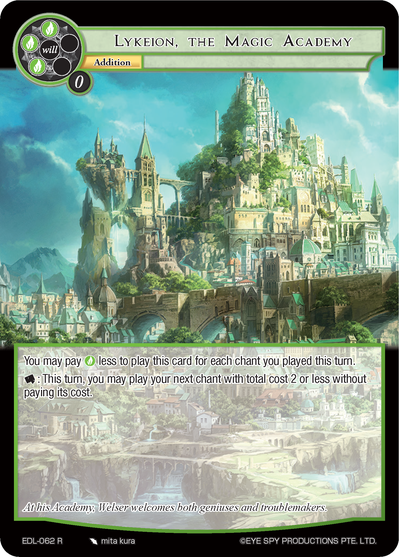 Lykeion, the Magic Academy
will
Addition
0
You may pay less to play this card for each chant you played this turn.
: This turn, you may play your next chant with total cost 2 or less without
paying its cost.
At his Academy, Welser welcomes both geniuses and troublemakers.
EDL-062 R mita kura ©EYE SPY PRODUCTIONS PTE. LTD.